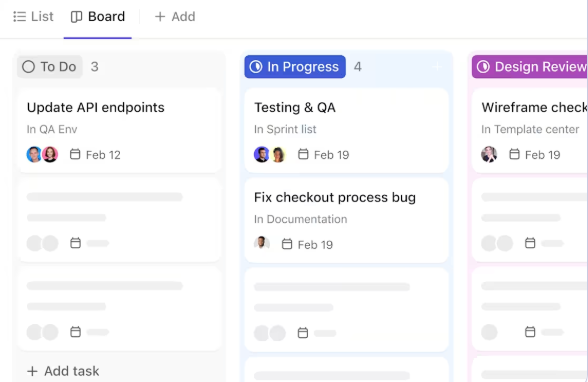 List
Board
+ Add
To Do 3
Update API endpoints
In QA Env
Feb 12
+ Add task
In Progress 4
Testing & QA
In Sprint list
Feb 19
Fix checkout process bug
In Documentation
Feb 19
Design Review
Wireframe check
In Template center
Feb 19